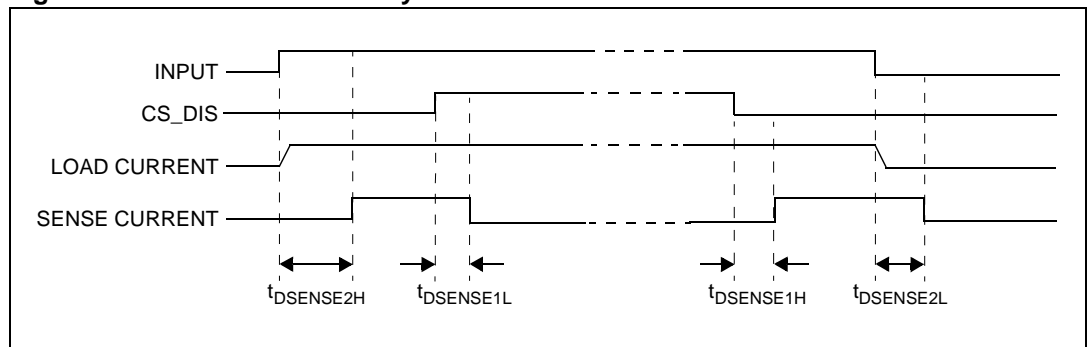 INPUT
CS_DIS
LOAD CURRENT
SENSE CURRENT
tDSENSE2H tDSENSE1L tDSENSE1H tDSENSE2L